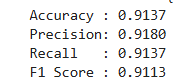 Accuracy : 0.9137
Precision: 0.9180
Recall   : 0.9137
F1 Score : 0.9113